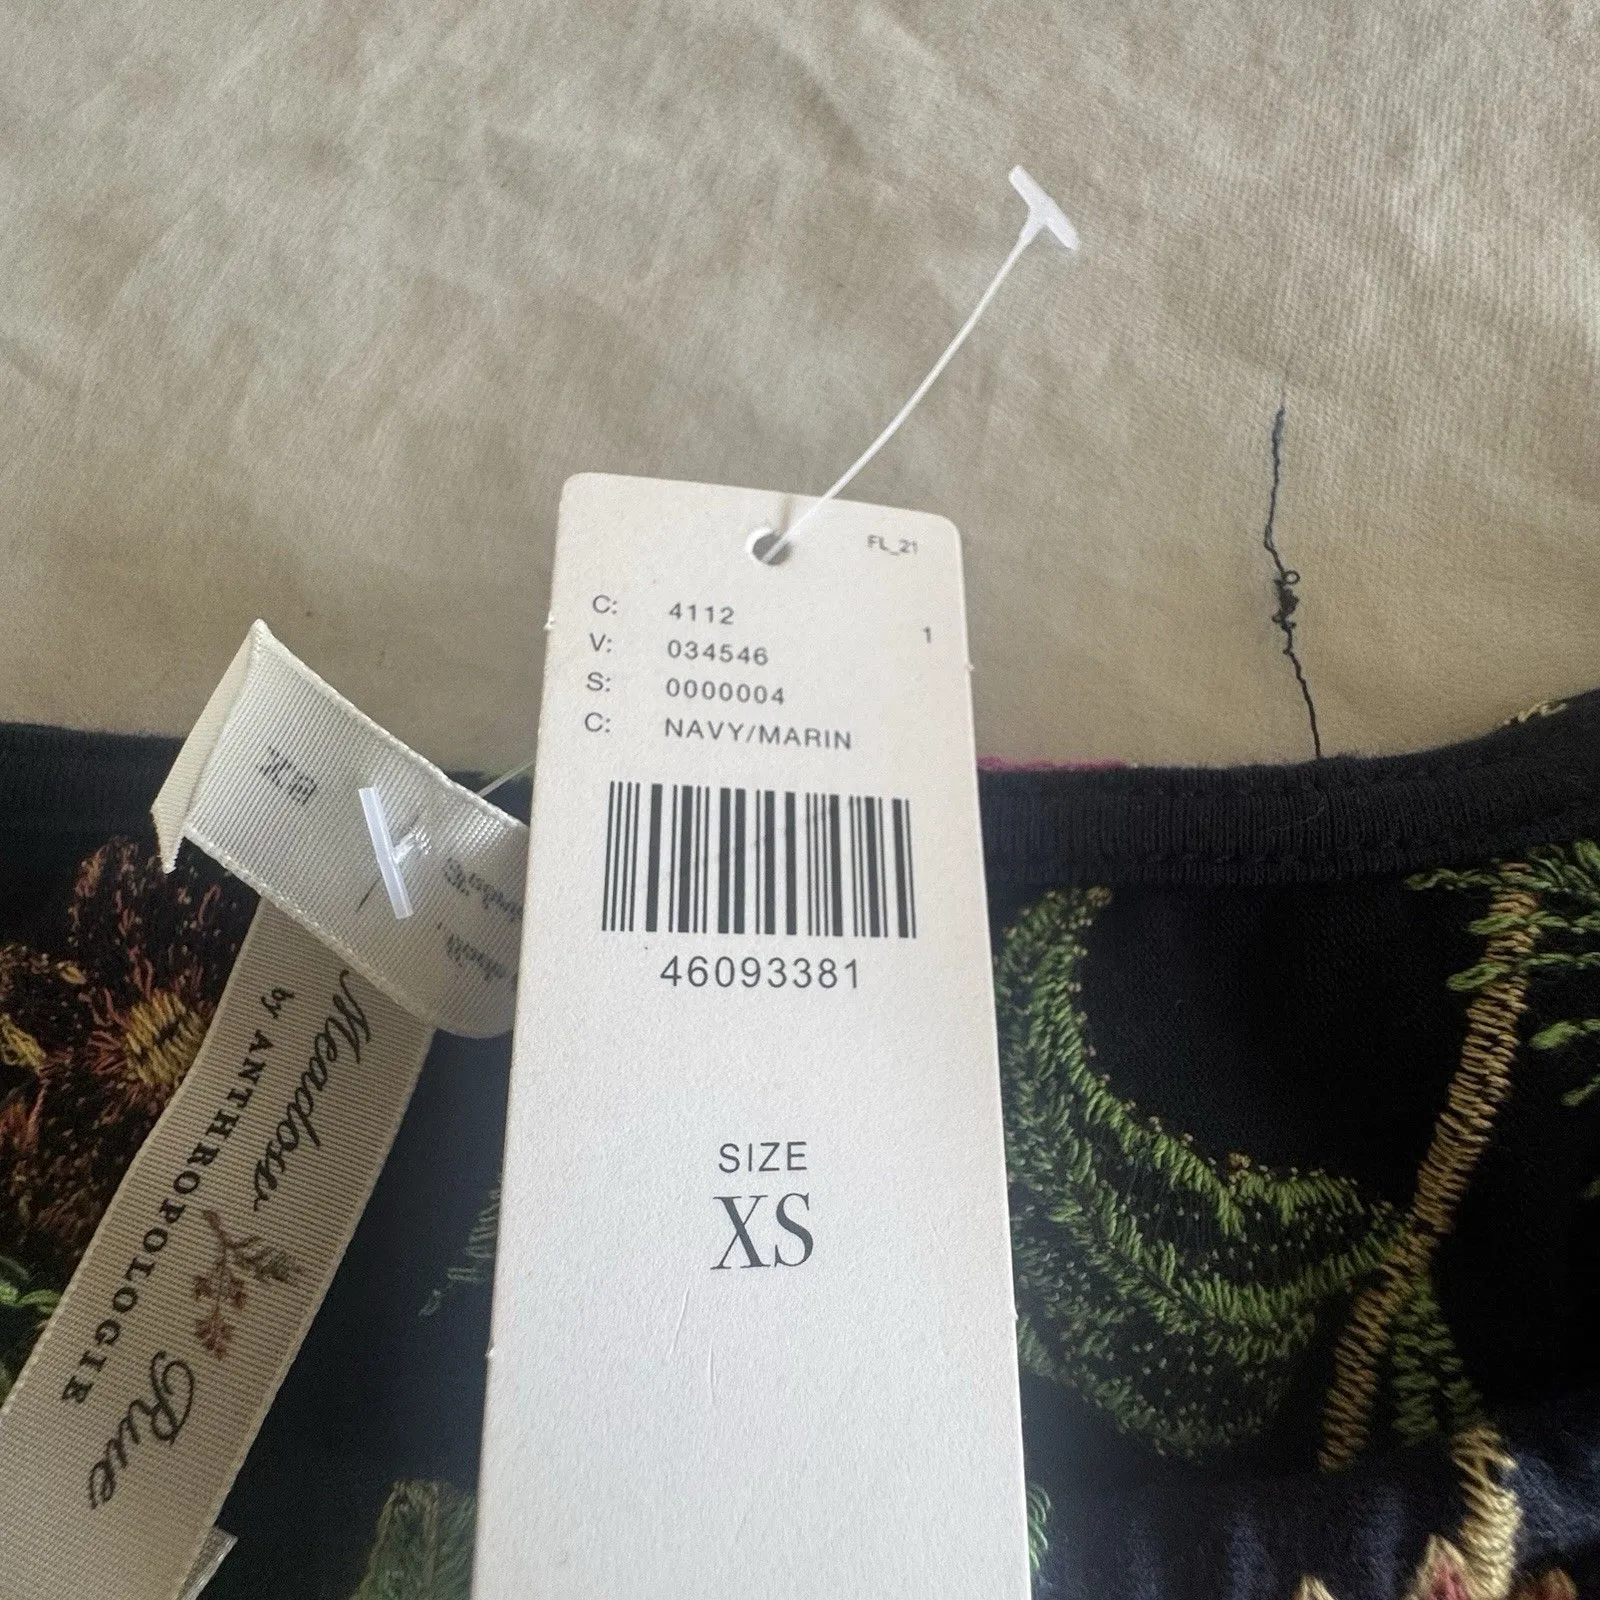 FL_21
C: 4112
1
V: 034546
S: 0000004
C: NAVY/MARIN
46093381
SIZE
XS
Meadow Rue
by ANTHROPOLOGIE